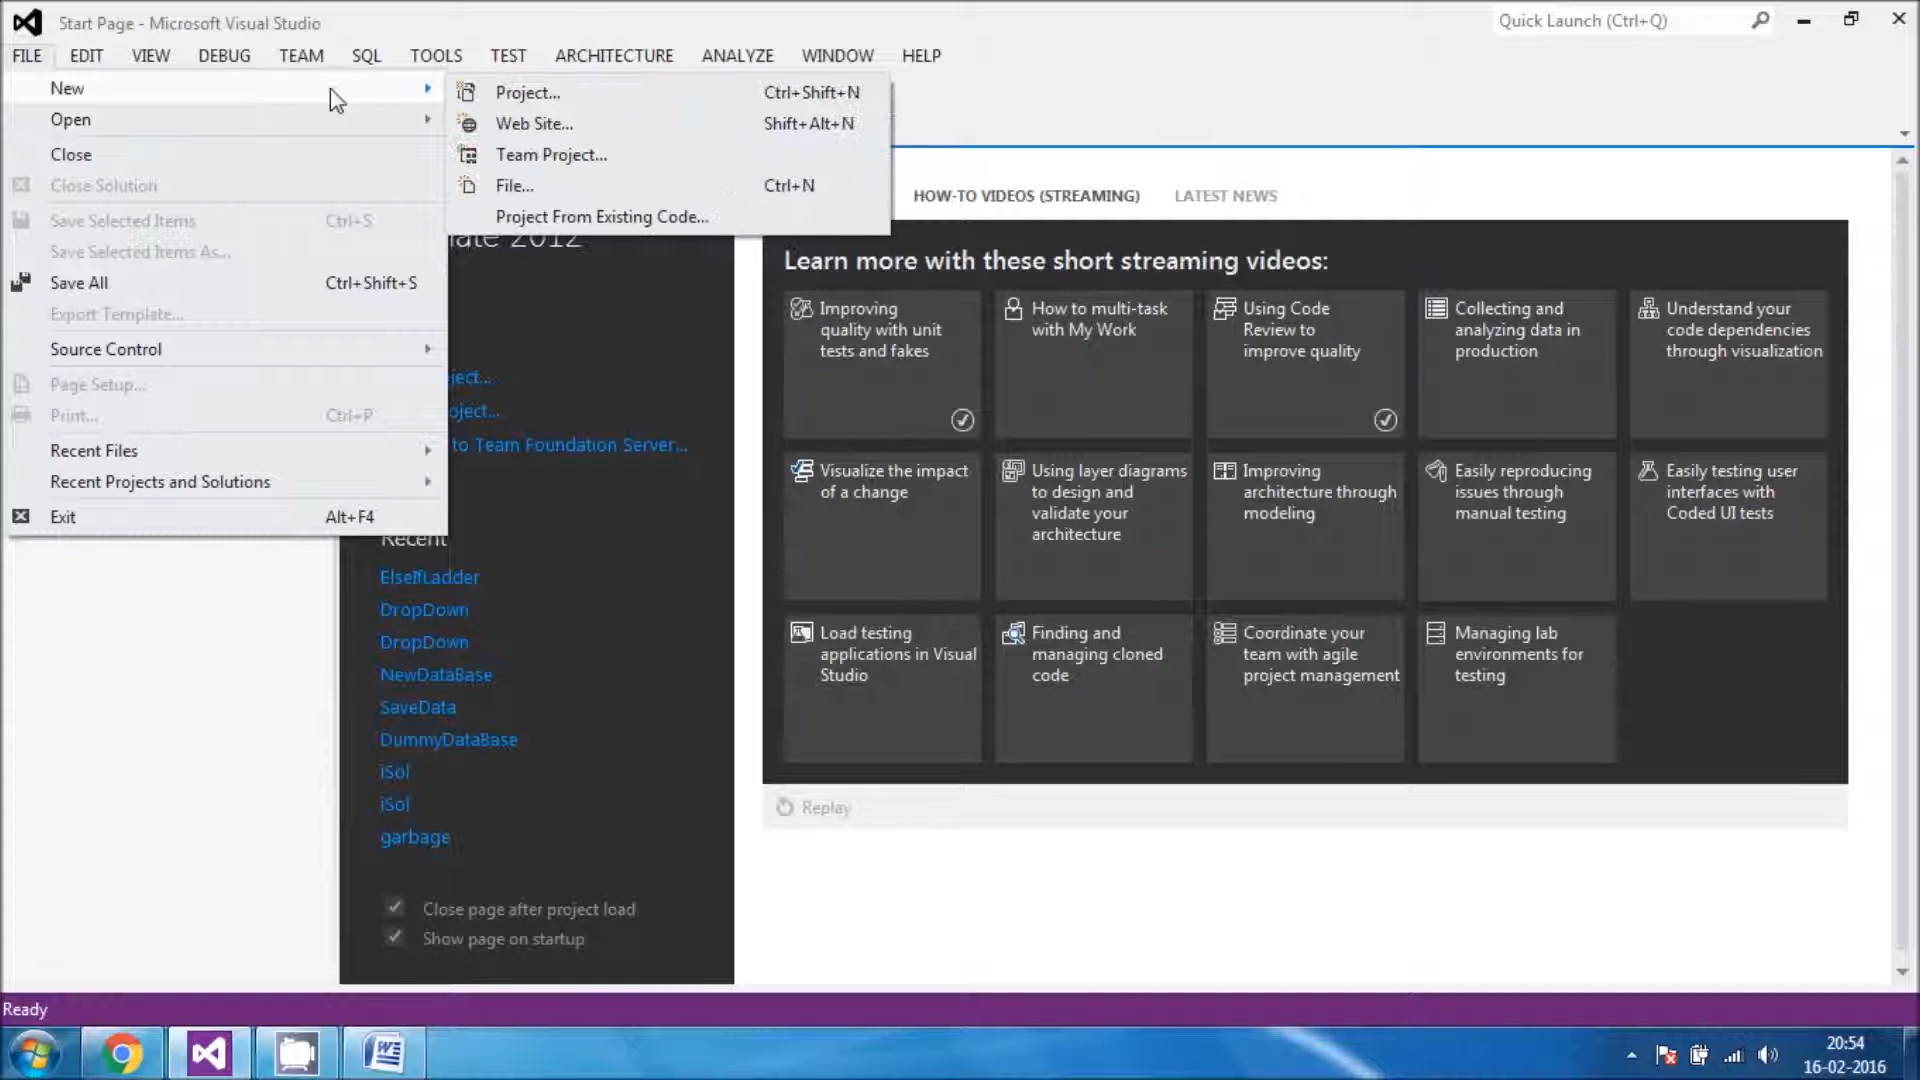 Start Page - Microsoft Visual Studio
Quick Launch (Ctrl+Q)
FILE EDIT VIEW DEBUG TEAM SQL TOOLS TEST ARCHITECTURE ANALYZE WINDOW HELP
New
Open
Close
Close Solution
Save Selected Items Ctrl+S
Save Selected Items As...
Save All Ctrl+Shift+S
Export Template...
Source Control
Page Setup...
Print... Ctrl+P
Recent Files
Recent Projects and Solutions
Exit Alt+F4
Project... Ctrl+Shift+N
Web Site... Shift+Alt+N
Team Project...
File... Ctrl+N
Project From Existing Code...
2012
ject...
oject...
to Team Foundation Server...
Recent
ElseIfLadder
DropDown
DropDown
NewDataBase
SaveData
DummyDataBase
iSol
iSol
garbage
Close page after project load
Show page on startup
HOW-TO VIDEOS (STREAMING) LATEST NEWS
Learn more with these short streaming videos:
Improving
quality with unit
tests and fakes
How to multi-task
with My Work
Using Code
Review to
improve quality
Collecting and
analyzing data in
production
Understand your
code dependencies
through visualization
Visualize the impact
of a change
Using layer diagrams
to design and
validate your
architecture
Improving
architecture through
modeling
Easily reproducing
issues through
manual testing
Easily testing user
interfaces with
Coded UI tests
Load testing
applications in Visual
Studio
Finding and
managing cloned
code
Coordinate your
team with agile
project management
Managing lab
environments for
testing
Replay
Ready
20:54
16-02-2016